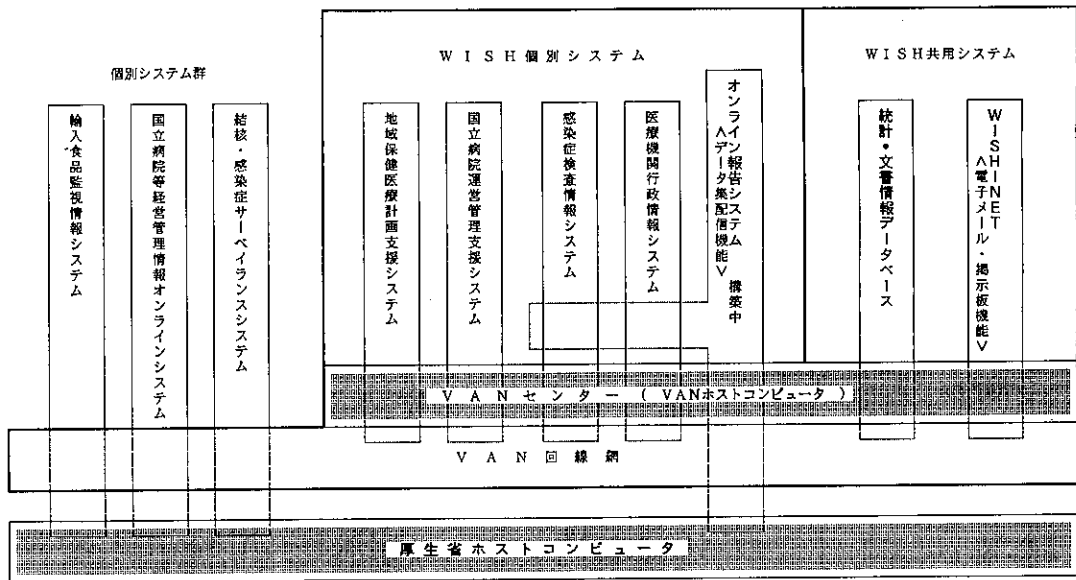 個別システム群
輸入食品監視情報システム
国立病院等経営管理情報オンラインシステム
結核・感染症サーベイランスシステム
WISH個別システム
地域保健医療計画支援システム
国立病院運営管理支援システム
感染症検査情報システム
医療機関行政情報システム
オンライン報告システム 構築中
<データ集配信機能>
WISH共用システム
統計・文書情報データベース
WISHINET
<電子メール・掲示板機能>
VANセンター(VANホストコンピュータ)
VAN回線網
厚生省ホストコンピュータ